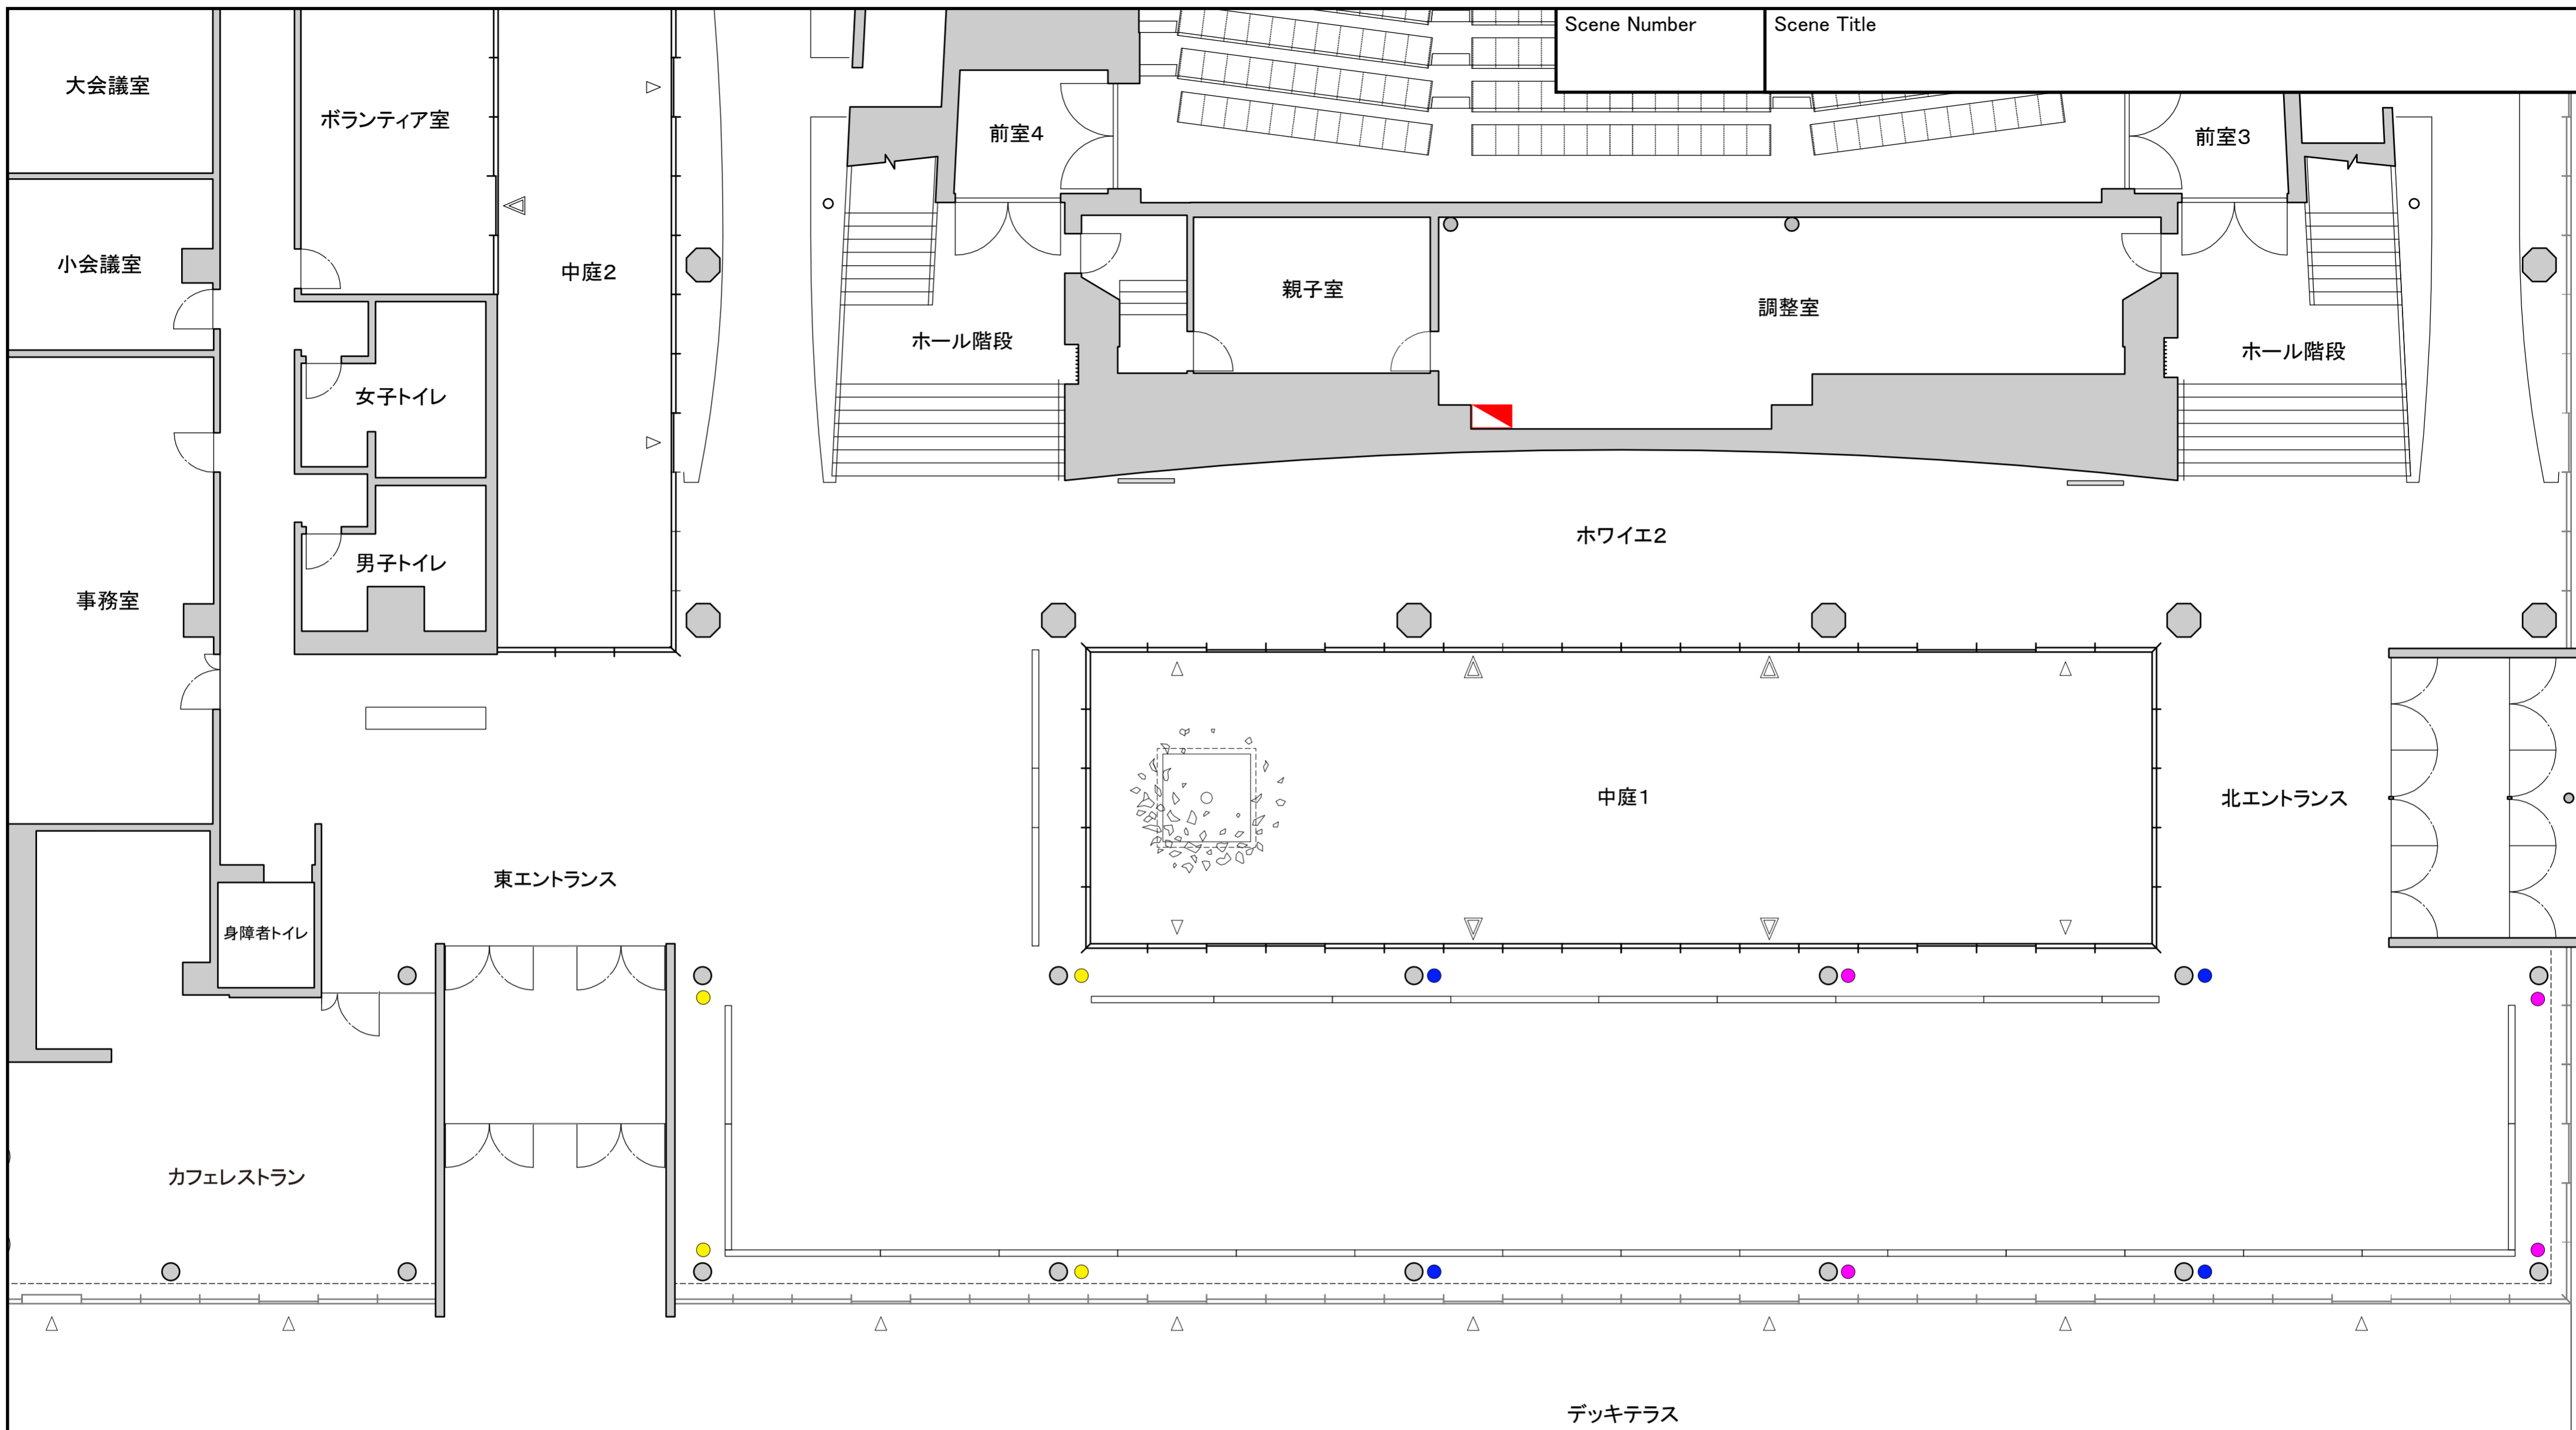 Scene Number
Scene Title
大会議室
ボランティア室
前室4
前室3
小会議室
中庭2
親子室
調整室
ホール階段
ホール階段
女子トイレ
ホワイエ2
男子トイレ
事務室
中庭1
北エントランス
東エントランス
身障者トイレ
カフェレストラン
デッキテラス